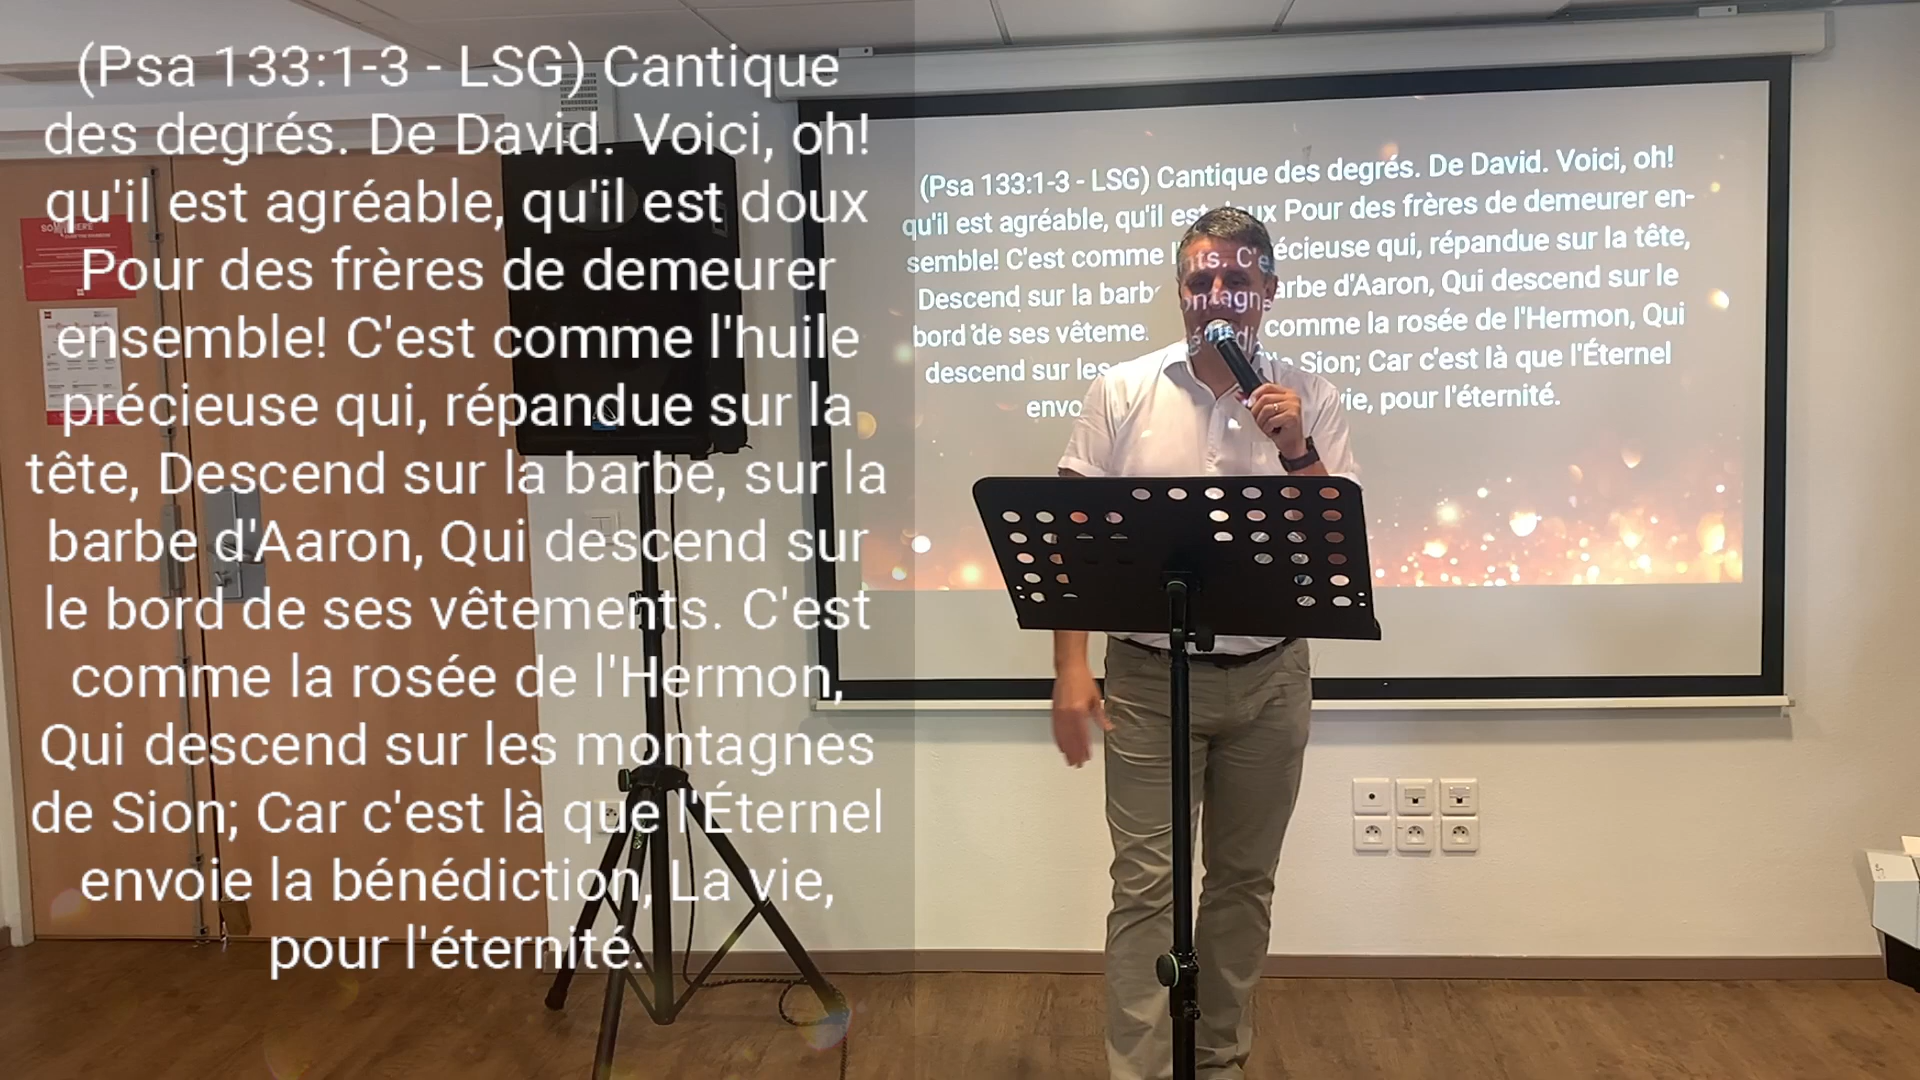 (Psa 133:1-3 - LSG) Cantique
des degrés. De David. Voici, oh!
qu'il est agréable, qu'il est doux
Pour des frères de demeurer
ensemble! C'est comme l'huile
précieuse qui, répandue sur la
tête, Descend sur la barbe, sur la
barbe d'Aaron, Qui descend sur
le bord de ses vêtements. C'est
comme la rosée de l'Hermon,
Qui descend sur les montagnes
de Sion; Car c'est là que l'Éternel
envoie la bénédiction, La vie,
pour l'éternité.
(Psa 133:1-3 - LSG) Cantique des degrés. De David. Voici, oh!
qu'il est agréable, qu'il est doux Pour des frères de demeurer en-
semble! C'est comme précieuse qui, répandue sur la tête,
Descend sur la barbe barbe d'Aaron, Qui descend sur le
bord de ses vêtements. C'e comme la rosée de l'Hermon, Qui
descend sur les montagn Sion; Car c'est là que l'Éternel
vie, pour l'éternité.